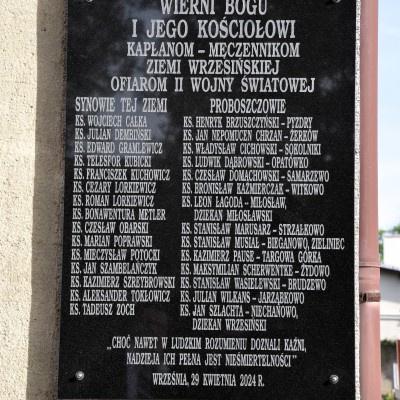 WIERNI BOGU
I JEGO KOŚCIOŁOWI
KAPŁANOM – MĘCZENNIKOM
ZIEMI WRZESIŃSKIEJ
OFIAROM II WOJNY ŚWIATOWEJ
SYNOWIE TEJ ZIEMI
KS. WOJCIECH CAŁKA
KS. JULIAN DEMBIŃSKI
KS. EDWARD GRAMLEWICZ
KS. TELESFOR KUBICKI
KS. FRANCISZEK KUCHOWICZ
KS. CEZARY LORKIEWICZ
KS. ROMAN LORKIEWICZ
KS. BONAWENTURA METLER
KS. CZESŁAW OBARSKI
KS. MARIAN POPRAWSKI
KS. MIECZYSŁAW POTOCKI
KS. JAN SZAMBELAŃCZYK
KS. KAZIMIERZ SZREYBROWSKI
KS. ALEKSANDER TOKŁOWICZ
KS. TADEUSZ ZOCH
PROBOSZCZOWIE
KS. HENRYK BRZUSZCZYŃSKI – PYZDRY
KS. JAN NEPOMUCEN CHRZAN – ŻERKÓW
KS. WŁADYSŁAW CICHOWSKI – SOKOLNIKI
KS. LUDWIK DĄBROWSKI – OPATÓWKO
KS. CZESŁAW DOMACHOWSKI – SAMARZEWO
KS. BRONISŁAW KAŹMIERCZAK – WITKOWO
KS. LEON ŁAGODA – MIŁOSŁAW,
DZIEKAN MIŁOSŁAWSKI
KS. STANISŁAW MARUSARZ – STRZAŁKOWO
KS. STANISŁAW MUSIAŁ – BIEGANOWO, ZIELINIEC
KS. KAZIMIERZ PAUSE – TARGOWA GÓRKA
KS. MAKSYMILIAN SCHERWENTKE – ŻYDOWO
KS. STANISŁAW WASIELEWSKI – BRUDZEWO
KS. JULIAN WILKANS – JARZĄBKOWO
KS. JAN SZLACHTA – NIECHANOWO,
DZIEKAN WRZESIŃSKI
„CHOĆ NAWET W LUDZKIM ROZUMIENIU DOZNALI KAŹNI,
NADZIEJA ICH PEŁNA JEST NIEŚMIERTELNOŚCI"
WRZEŚNIA, 29 KWIETNIA 2024 R.